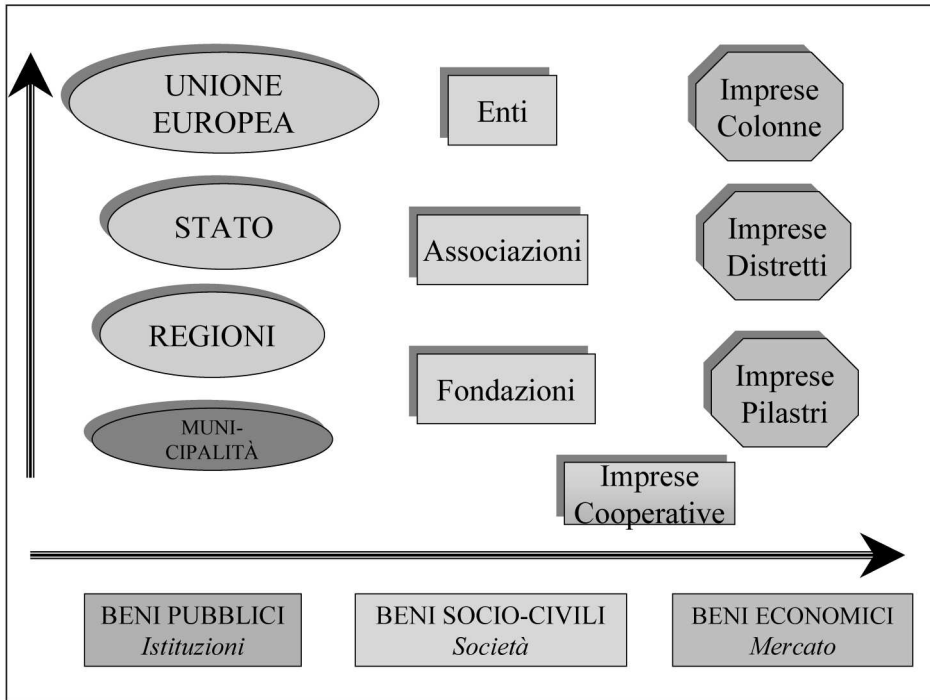 UNIONE
EUROPEA
Enti
Imprese
Colonne
STATO
Associazioni
Imprese
Distretti
REGIONI
Fondazioni
Imprese
Pilastri
MUNI-
CIPALITÀ
Imprese
Cooperative
BENI PUBBLICI
Istituzioni
BENI SOCIO-CIVILI
Società
BENI ECONOMICI
Mercato